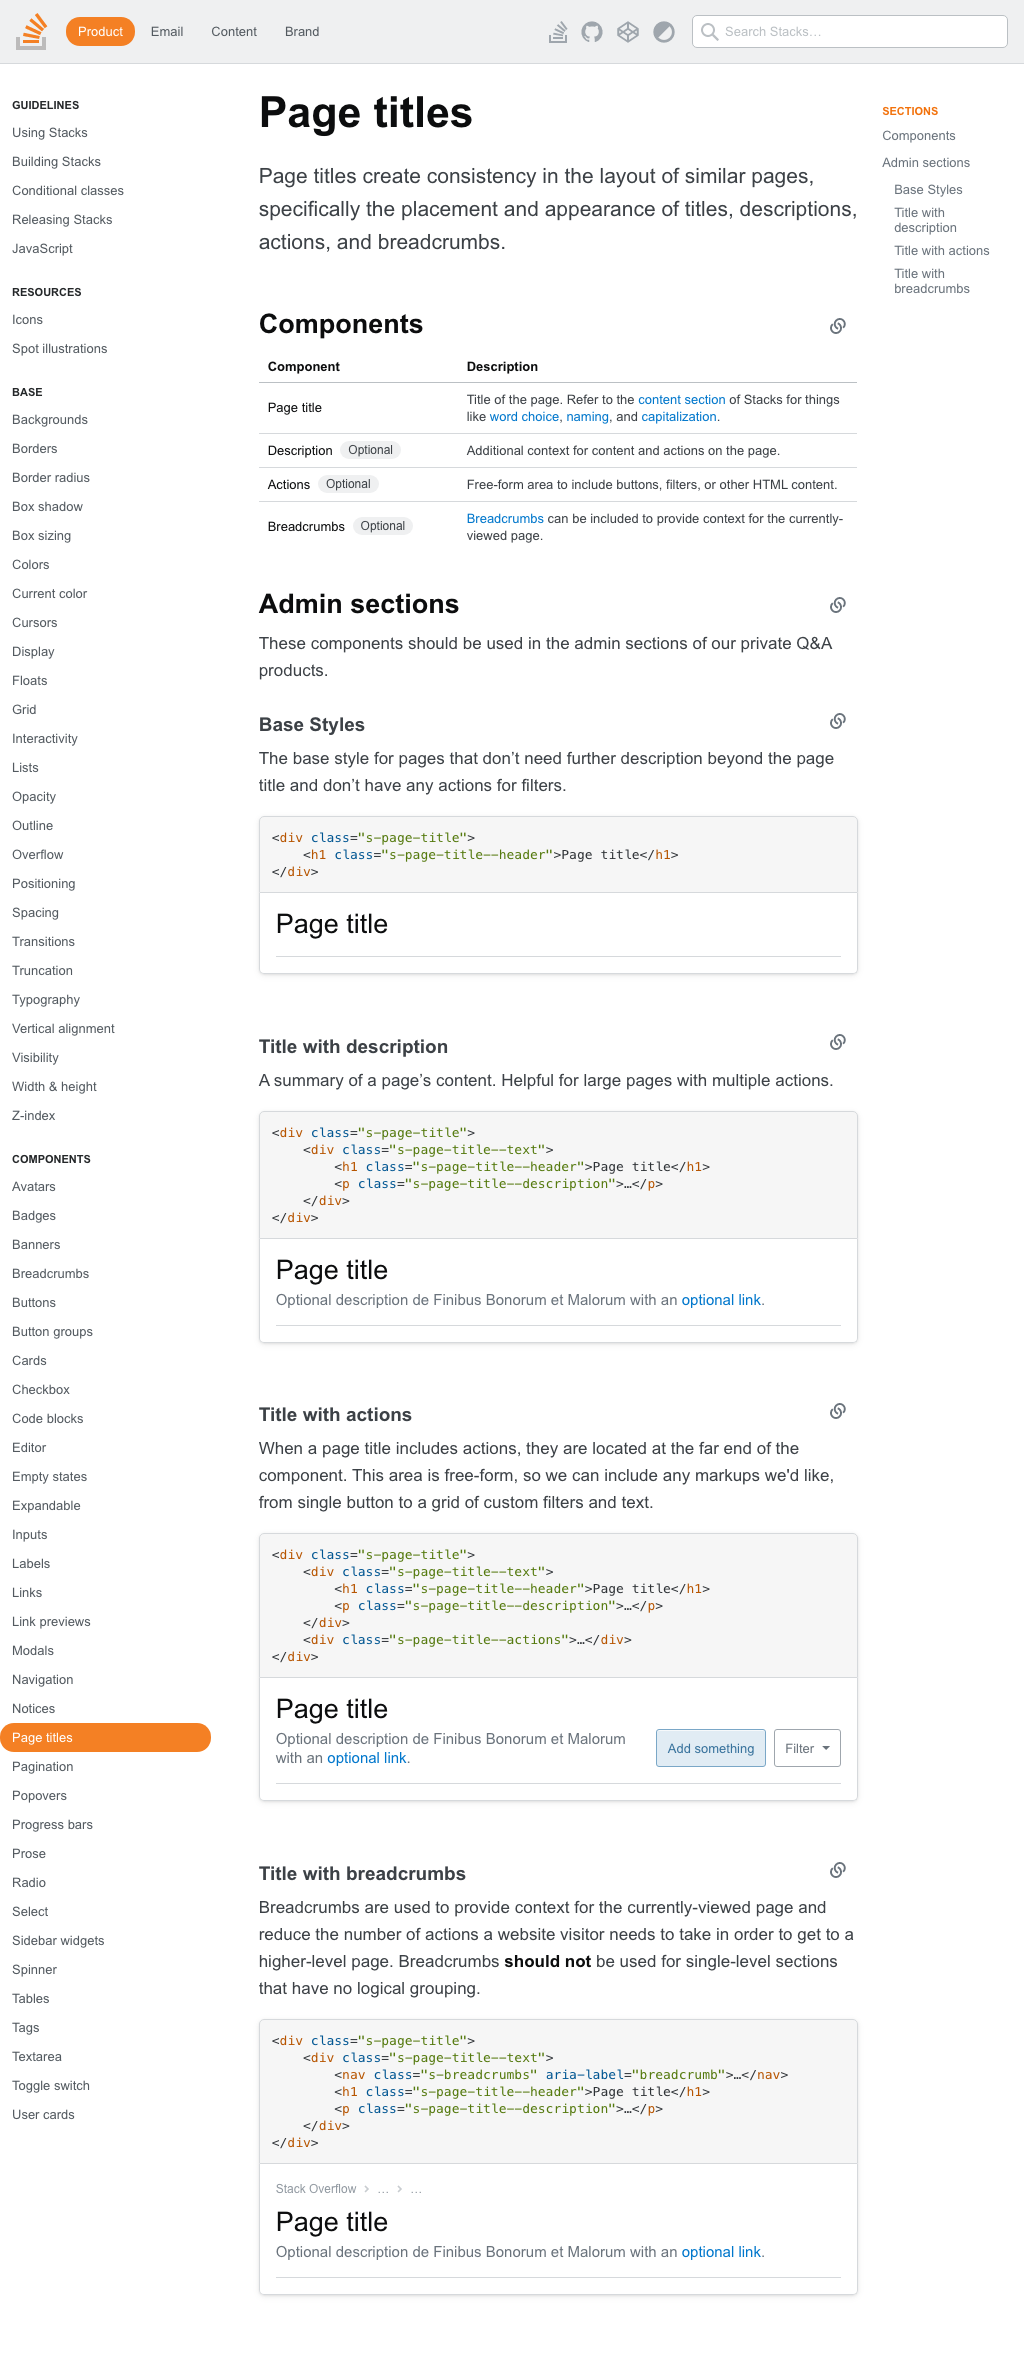 Product
Email
Content
Brand
Search Stacks…
GUIDELINES
Using Stacks
Building Stacks
Conditional classes
Releasing Stacks
JavaScript
RESOURCES
Icons
Spot illustrations
BASE
Backgrounds
Borders
Border radius
Box shadow
Box sizing
Colors
Current color
Cursors
Display
Floats
Grid
Interactivity
Lists
Opacity
Outline
Overflow
Positioning
Spacing
Transitions
Truncation
Typography
Vertical alignment
Visibility
Width & height
Z-index
COMPONENTS
Avatars
Badges
Banners
Breadcrumbs
Buttons
Button groups
Cards
Checkbox
Code blocks
Editor
Empty states
Expandable
Inputs
Labels
Links
Link previews
Modals
Navigation
Notices
Page titles
Pagination
Popovers
Progress bars
Prose
Radio
Select
Sidebar widgets
Spinner
Tables
Tags
Textarea
Toggle switch
User cards
Page titles
Page titles create consistency in the layout of similar pages,
specifically the placement and appearance of titles, descriptions,
actions, and breadcrumbs.
Components
Component Description
Page title
Title of the page. Refer to the content section of Stacks for things
like word choice, naming, and capitalization.
Description Optional Additional context for content and actions on the page.
Actions Optional Free-form area to include buttons, filters, or other HTML content.
Breadcrumbs Optional
Breadcrumbs can be included to provide context for the currently-
viewed page.
Admin sections
These components should be used in the admin sections of our private Q&A
products.
Base Styles
The base style for pages that don’t need further description beyond the page
title and don’t have any actions for filters.
<div class="s-page-title">
    <h1 class="s-page-title--header">Page title</h1>
</div>
Page title
Title with description
A summary of a page’s content. Helpful for large pages with multiple actions.
<div class="s-page-title">
    <div class="s-page-title--text">
        <h1 class="s-page-title--header">Page title</h1>
        <p class="s-page-title--description">…</p>
    </div>
</div>
Page title
Optional description de Finibus Bonorum et Malorum with an optional link.
Title with actions
When a page title includes actions, they are located at the far end of the
component. This area is free-form, so we can include any markups we'd like,
from single button to a grid of custom filters and text.
<div class="s-page-title">
    <div class="s-page-title--text">
        <h1 class="s-page-title--header">Page title</h1>
        <p class="s-page-title--description">…</p>
    </div>
    <div class="s-page-title--actions">…</div>
</div>
Page title
Optional description de Finibus Bonorum et Malorum
with an optional link.
Add something
Filter
Title with breadcrumbs
Breadcrumbs are used to provide context for the currently-viewed page and
reduce the number of actions a website visitor needs to take in order to get to a
higher-level page. Breadcrumbs should not be used for single-level sections
that have no logical grouping.
<div class="s-page-title">
    <div class="s-page-title--text">
        <nav class="s-breadcrumbs" aria-label="breadcrumb">…</nav>
        <h1 class="s-page-title--header">Page title</h1>
        <p class="s-page-title--description">…</p>
    </div>
</div>
Stack Overflow > … > …
Page title
Optional description de Finibus Bonorum et Malorum with an optional link.
SECTIONS
Components
Admin sections
Base Styles
Title with
description
Title with actions
Title with
breadcrumbs